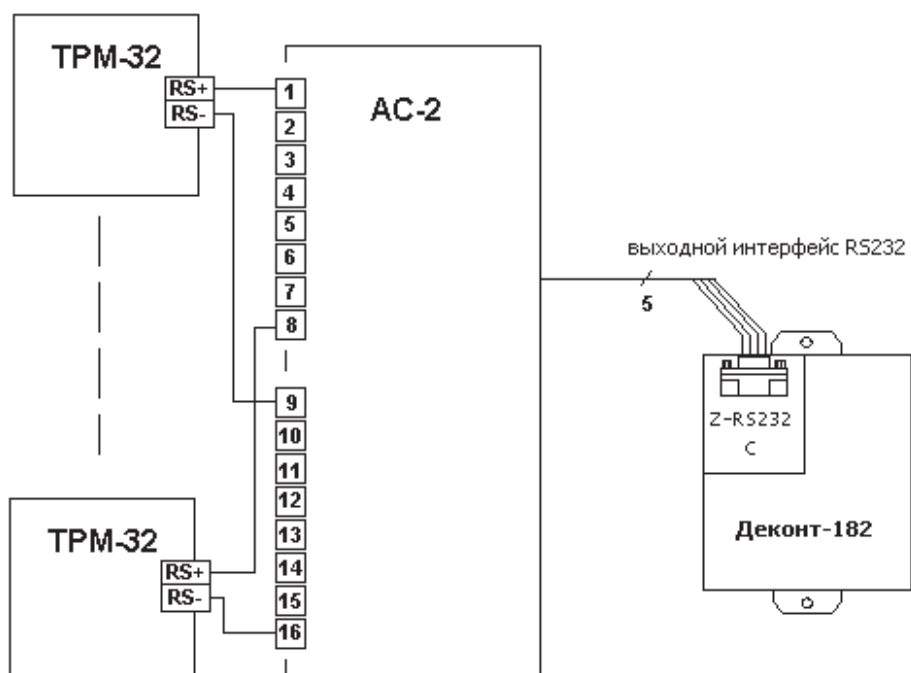 ТРМ-32
RS+
RS-
АС-2
1
2
3
4
5
6
7
8
9
10
11
12
13
14
15
16
выходной интерфейс RS232
5
Z-RS232
С
Деконт-182
ТРМ-32
RS+
RS-